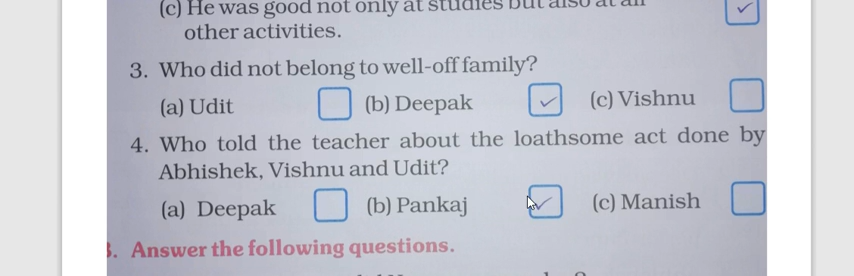 (c) He was good not only at studies but also at all
other activities.
3. Who did not belong to well-off family?
(a) Udit (b) Deepak ✓ (c) Vishnu
4. Who told the teacher about the loathsome act done by
Abhishek, Vishnu and Udit?
(a) Deepak (b) Pankaj ✓ (c) Manish
Answer the following questions.